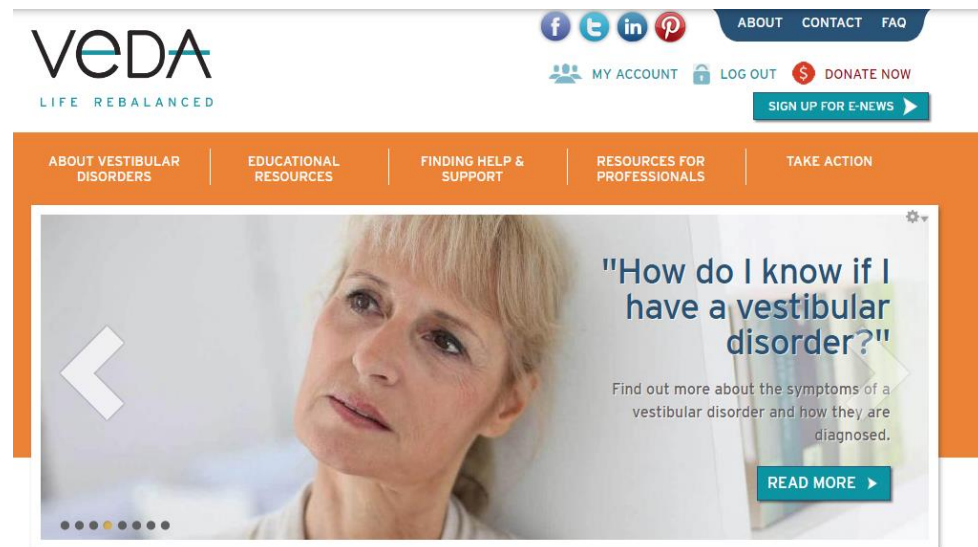 ABOUT CONTACT FAQ
VEDA
LIFE REBALANCED
MY ACCOUNT LOG OUT $ DONATE NOW
SIGN UP FOR E-NEWS
ABOUT VESTIBULAR
DISORDERS
EDUCATIONAL
RESOURCES
FINDING HELP &
SUPPORT
RESOURCES FOR
PROFESSIONALS
TAKE ACTION
"How do I know if I
have a vestibular
disorder?"
Find out more about the symptoms of a
vestibular disorder and how they are
diagnosed.
READ MORE